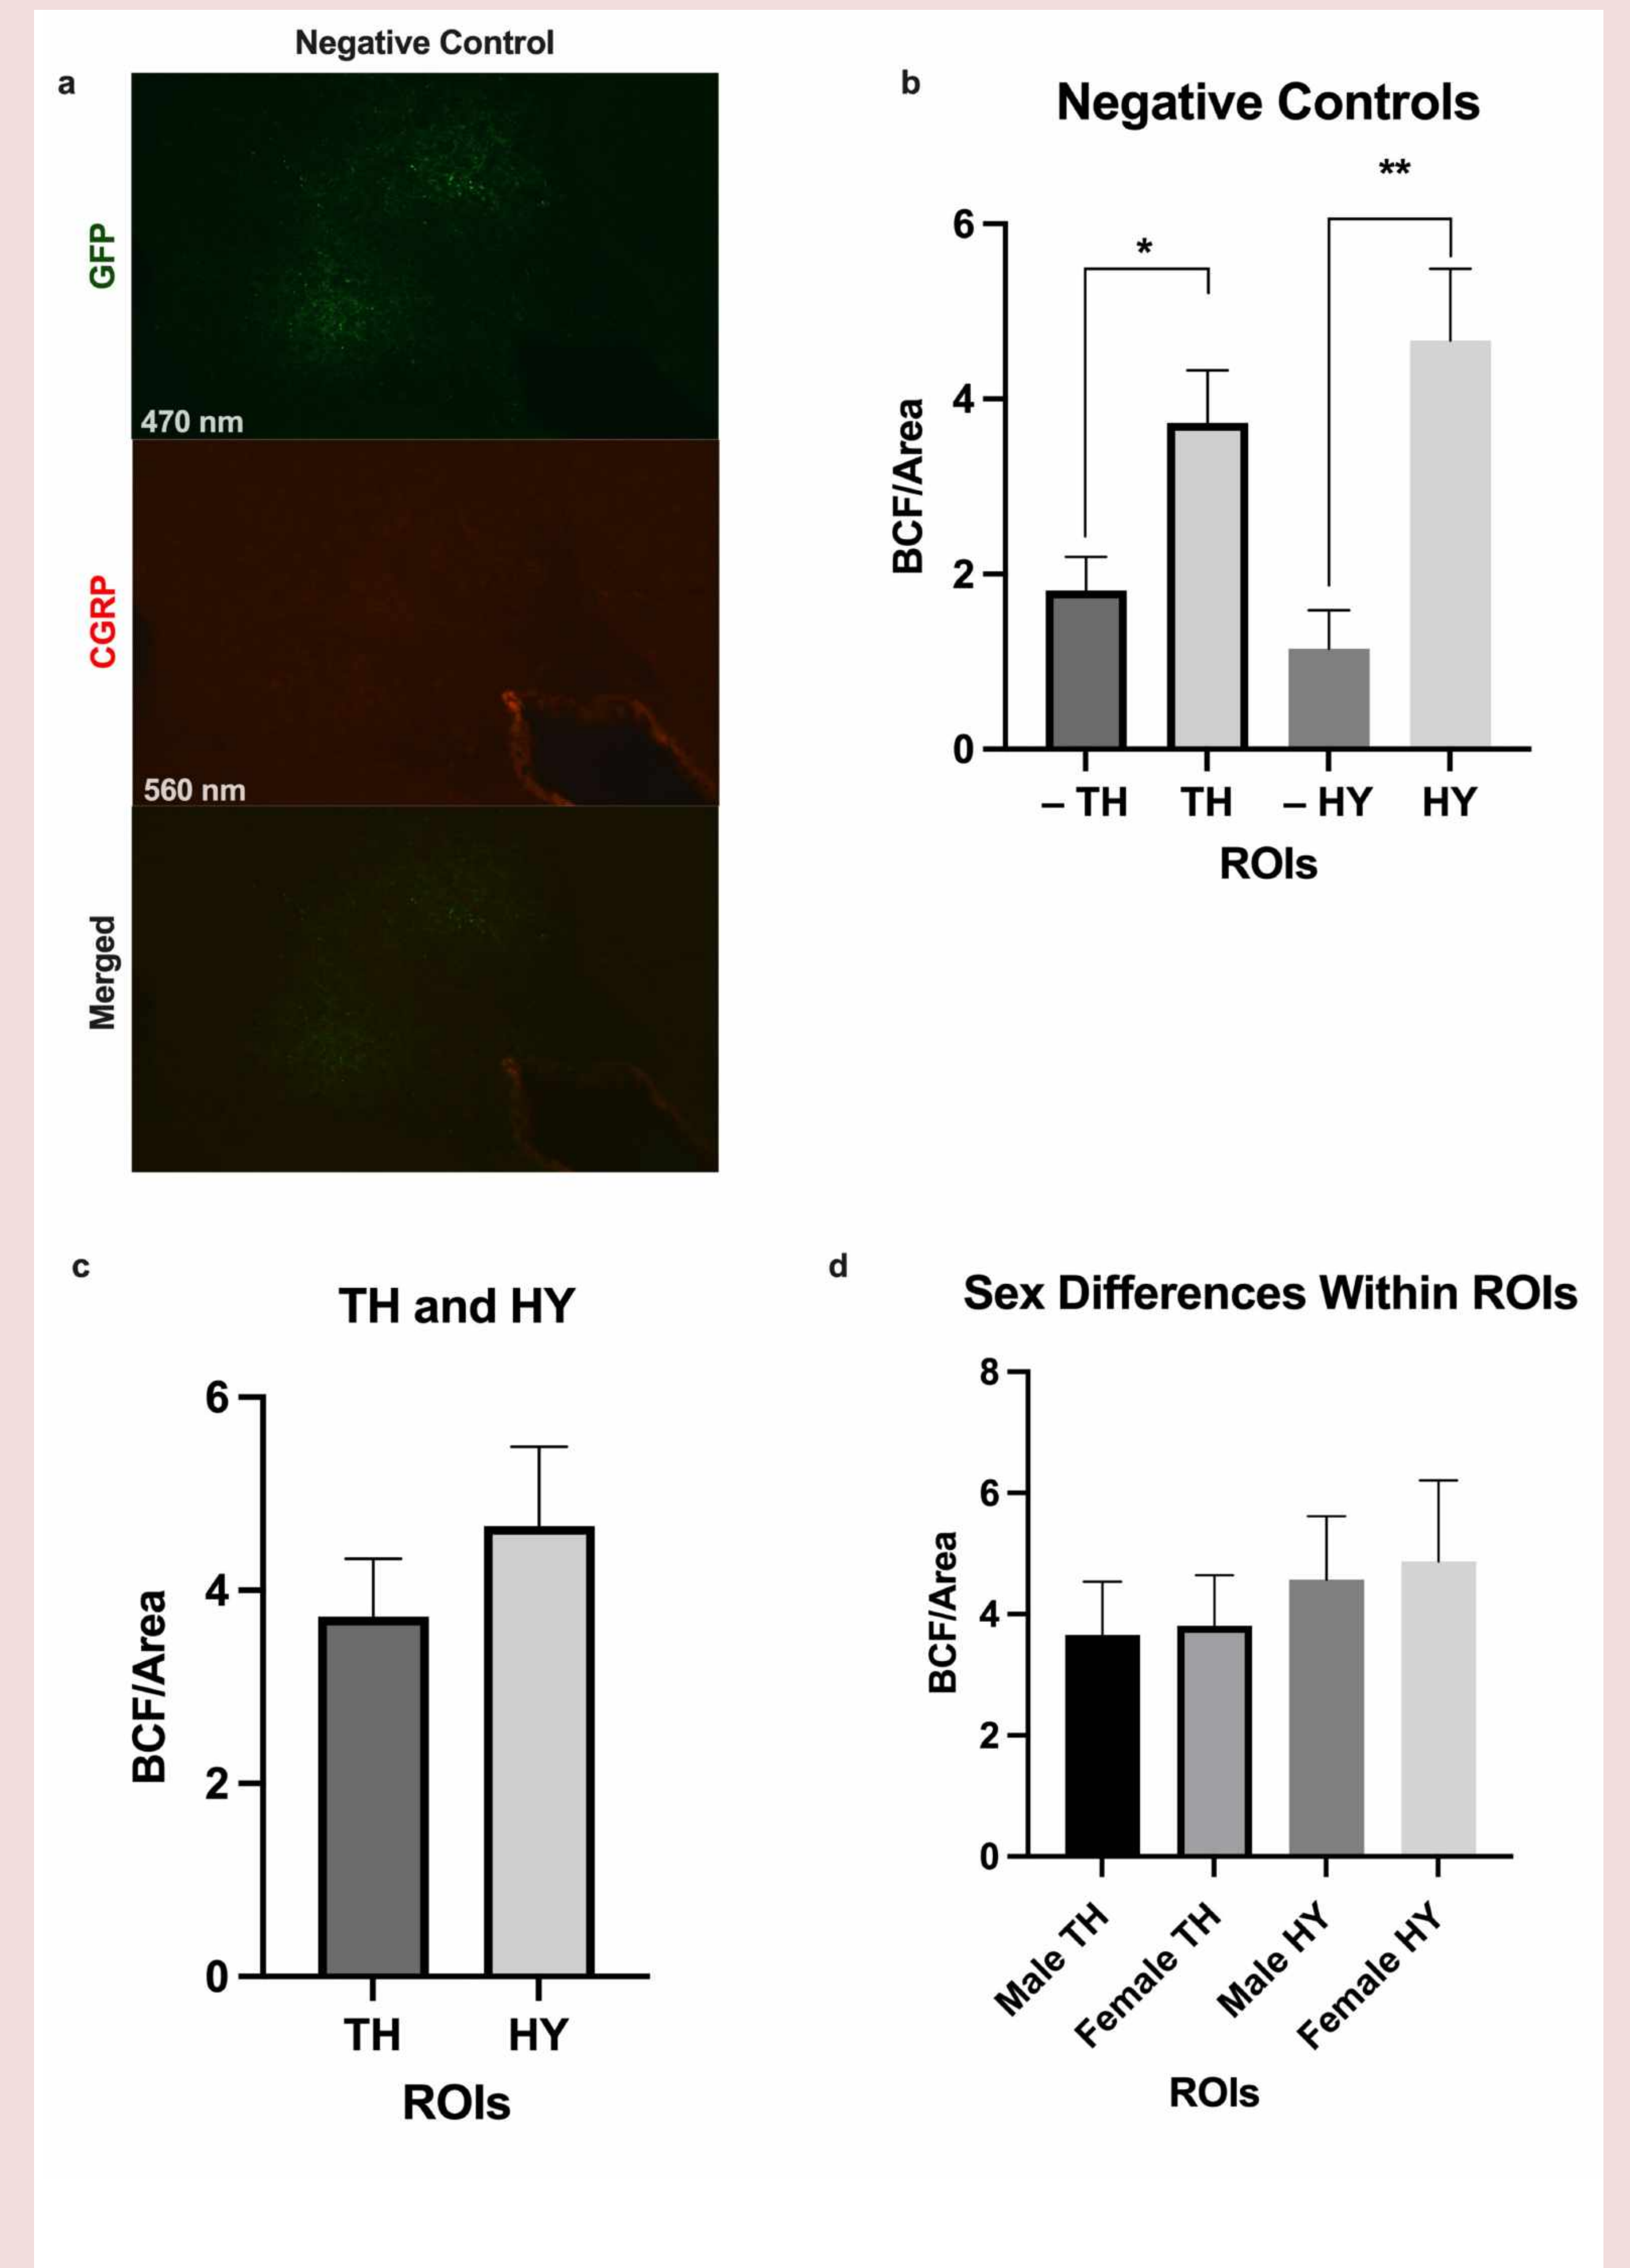 Negative Control
a
GFP
470 nm
CGRP
560 nm
Merged
b
Negative Controls
**
*
6
4
2
0
BCF/Area
– TH TH – HY HY
ROIs
c
TH and HY
6
4
2
0
BCF/Area
TH HY
ROIs
d
Sex Differences Within ROIs
8
6
4
2
0
BCF/Area
Male TH
Female TH
Male HY
Female HY
ROIs